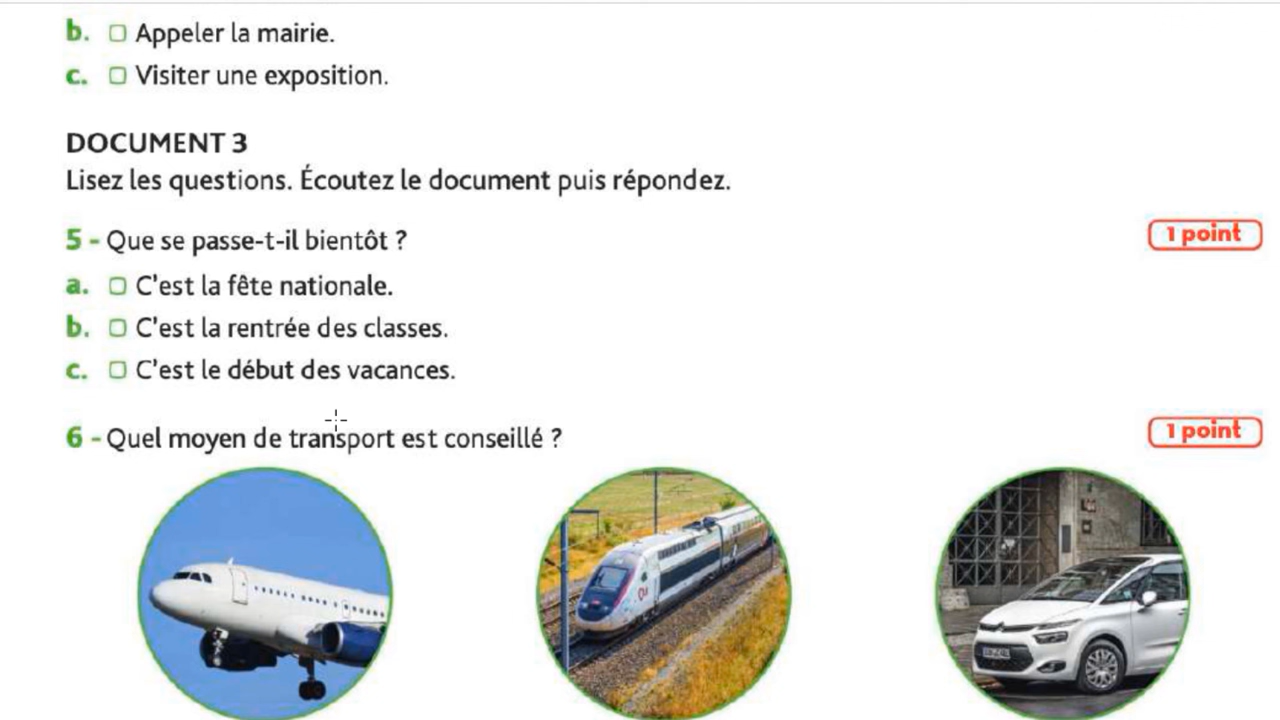 b. Appeler la mairie.
c. Visiter une exposition.
DOCUMENT 3
Lisez les questions. Écoutez le document puis répondez.
5 - Que se passe-t-il bientôt ?
1 point
a. C'est la fête nationale.
b. C'est la rentrée des classes.
c. C'est le début des vacances.
6 - Quel moyen de transport est conseillé ?
1 point